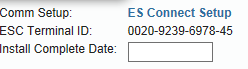 Comm Setup: ES Connect Setup
ESC Terminal ID: 0020-9239-6978-45
Install Complete Date: